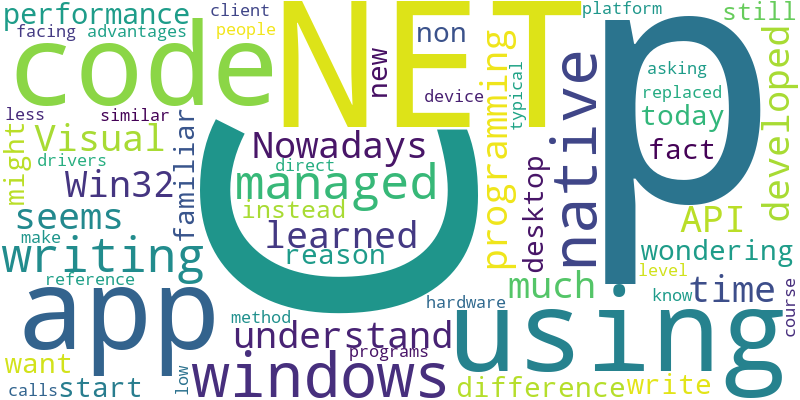 performance
facing
advantages
client
people
NET
platform
still
code
non
new
device
typical
p
asking
replaced
today
fact
developed
less
similar
might
Visual
drivers
Win32
familiar
Nowadays
direct
managed
instead
learned
reason
C
programming
native
desktop
API
wondering
level
seems
make
writing
reference
app
method
understand
programs
hardware
much
using
know
time
course
want
calls
start
low
windows
difference
write